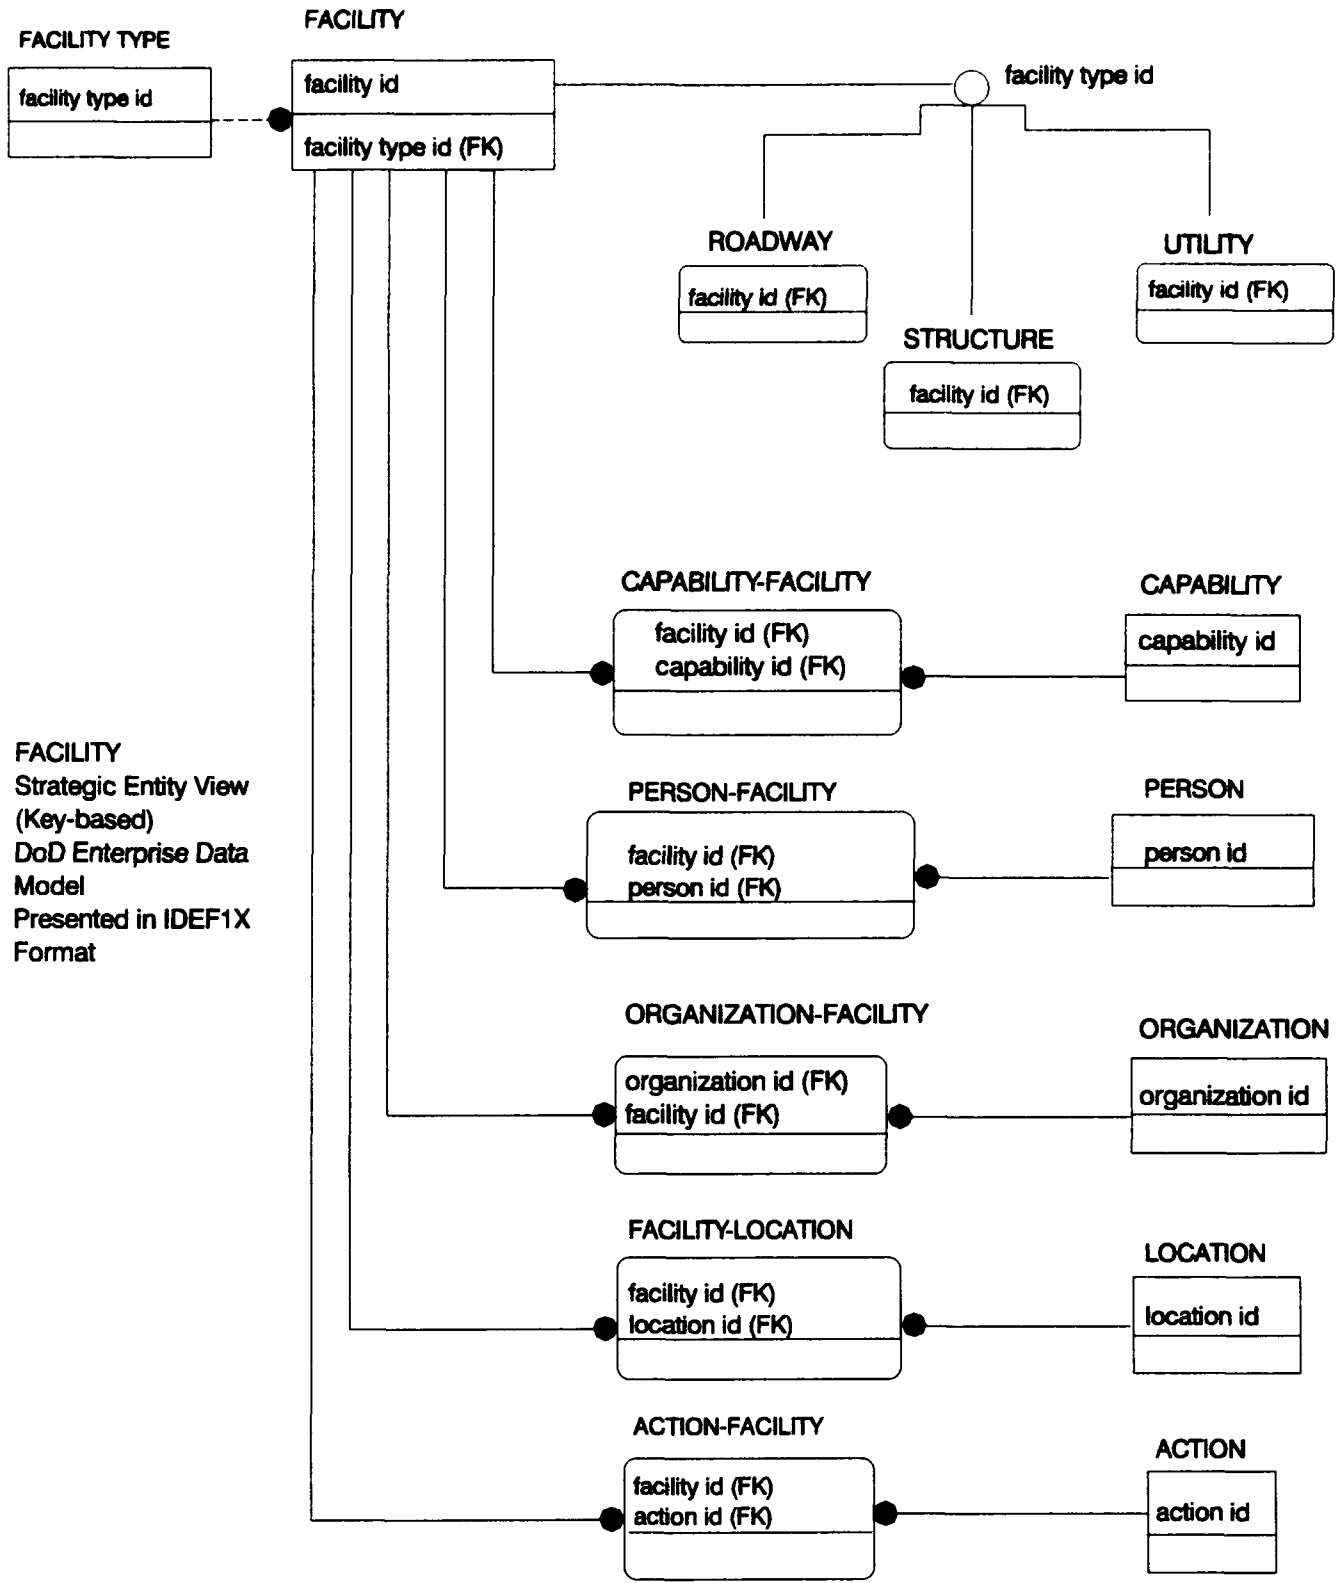 FACILITY
FACILITY TYPE
facility type id
facility id
facility type id (FK)
facility type id
ROADWAY
facility id (FK)
STRUCTURE
facility id (FK)
UTILITY
facility id (FK)
CAPABILITY-FACILITY
facility id (FK)
capability id (FK)
CAPABILITY
capability id
FACILITY
Strategic Entity View
(Key-based)
DoD Enterprise Data
Model
Presented in IDEF1X
Format
PERSON-FACILITY
facility id (FK)
person id (FK)
PERSON
person id
ORGANIZATION-FACILITY
organization id (FK)
facility id (FK)
ORGANIZATION
organization id
FACILITY-LOCATION
facility id (FK)
location id (FK)
LOCATION
location id
ACTION-FACILITY
facility id (FK)
action id (FK)
ACTION
action id